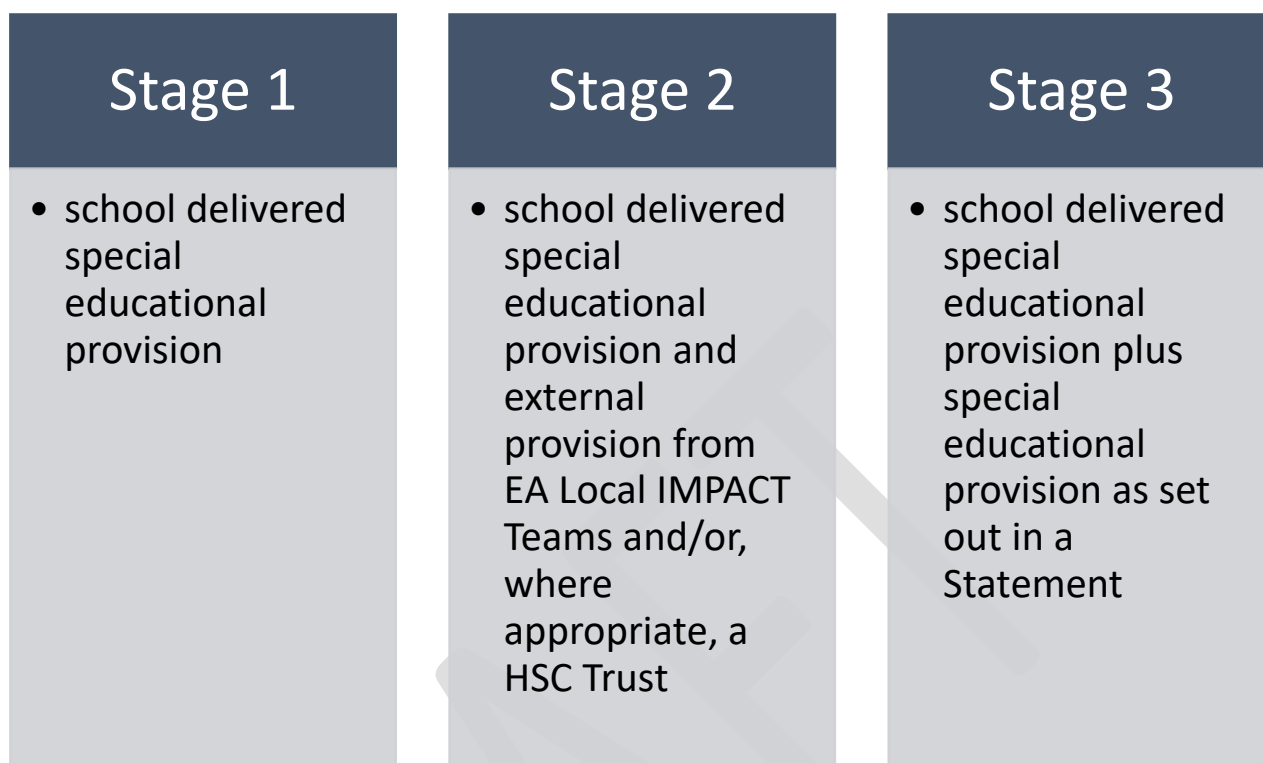 Stage 1
• school delivered
special
educational
provision
Stage 2
• school delivered
special
educational
provision and
external
provision from
EA Local IMPACT
Teams and/or,
where
appropriate, a
HSC Trust
Stage 3
• school delivered
special
educational
provision plus
special
educational
provision as set
out in a
Statement